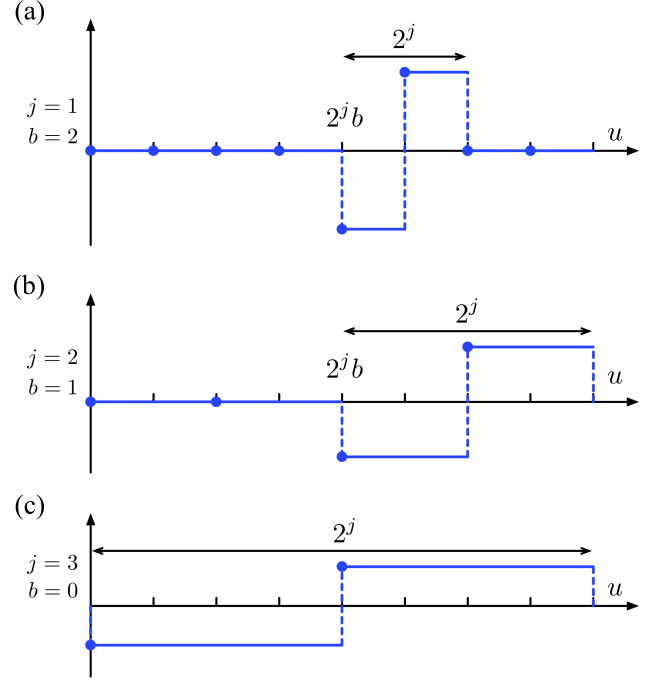 (a)
2^j
j = 1
b = 2
2^j b
u
(b)
2^j
j = 2
b = 1
2^j b
u
(c)
2^j
j = 3
b = 0
u